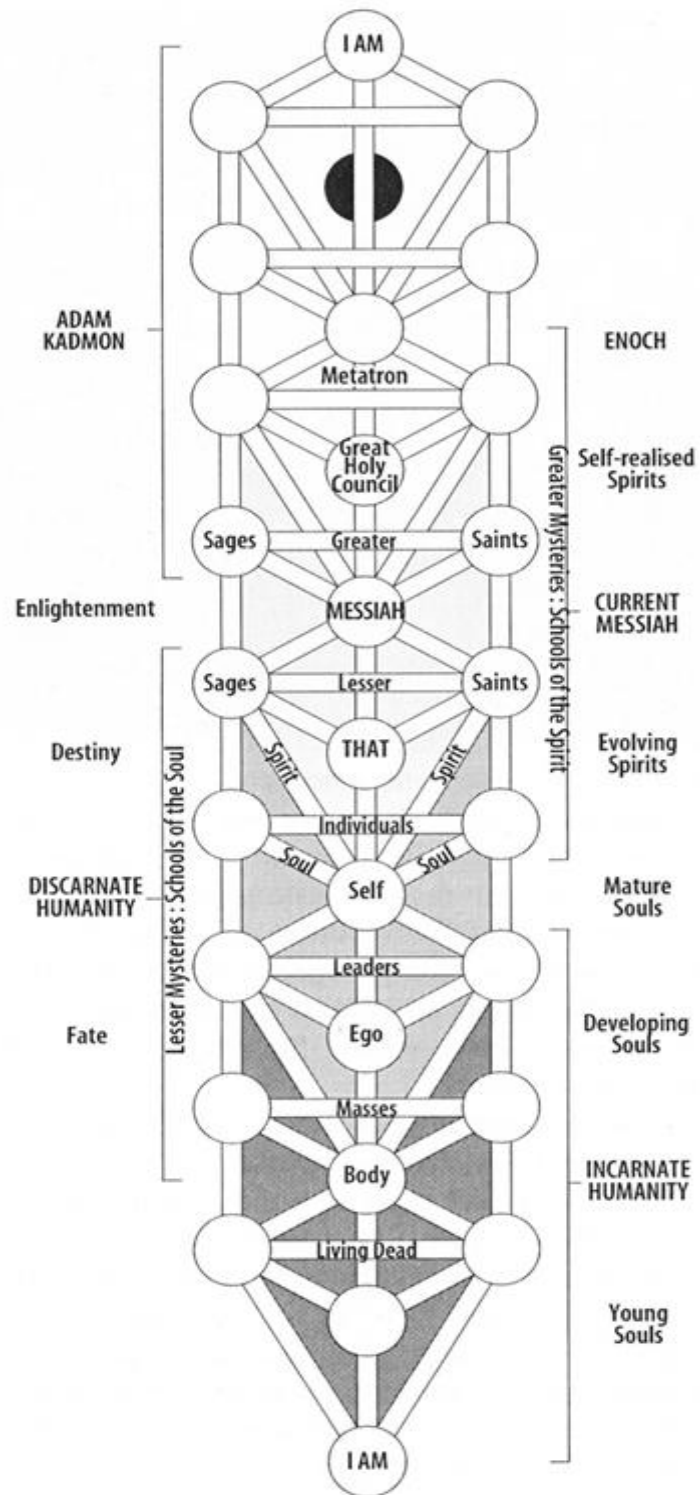 I AM
ADAM
KADMON
ENOCH
Metatron
Great
Holy
Council
Self-realised
Spirits
Sages
Greater
Saints
Greater Mysteries : Schools of the Spirit
Enlightenment
MESSIAH
CURRENT
MESSIAH
Sages
Lesser
Saints
Destiny
Spirit
THAT
Spirit
Evolving
Spirits
Individuals
Soul
Soul
DISCARNATE
HUMANITY
Lesser Mysteries : Schools of the Soul
Self
Mature
Souls
Leaders
Fate
Ego
Developing
Souls
Masses
Body
INCARNATE
HUMANITY
Living Dead
Young
Souls
I AM